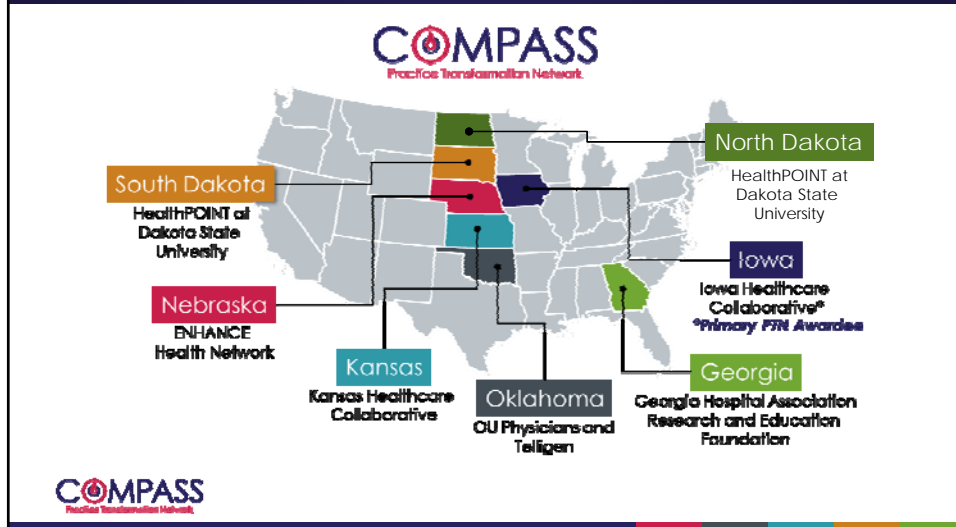 COMPASS
Practice Transformation Network
North Dakota
HealthPOINT at
Dakota State
University
South Dakota
HealthPOINT at
Dakota State
University
Iowa
Iowa Healthcare
Collaborative*
*Primary PTN Awardee
Nebraska
ENHANCE
Health Network
Kansas
Kansas Healthcare
Collaborative
Oklahoma
OU Physicians and
Telligen
Georgia
Georgia Hospital Association
Research and Education
Foundation
COMPASS
Practice Transformation Network